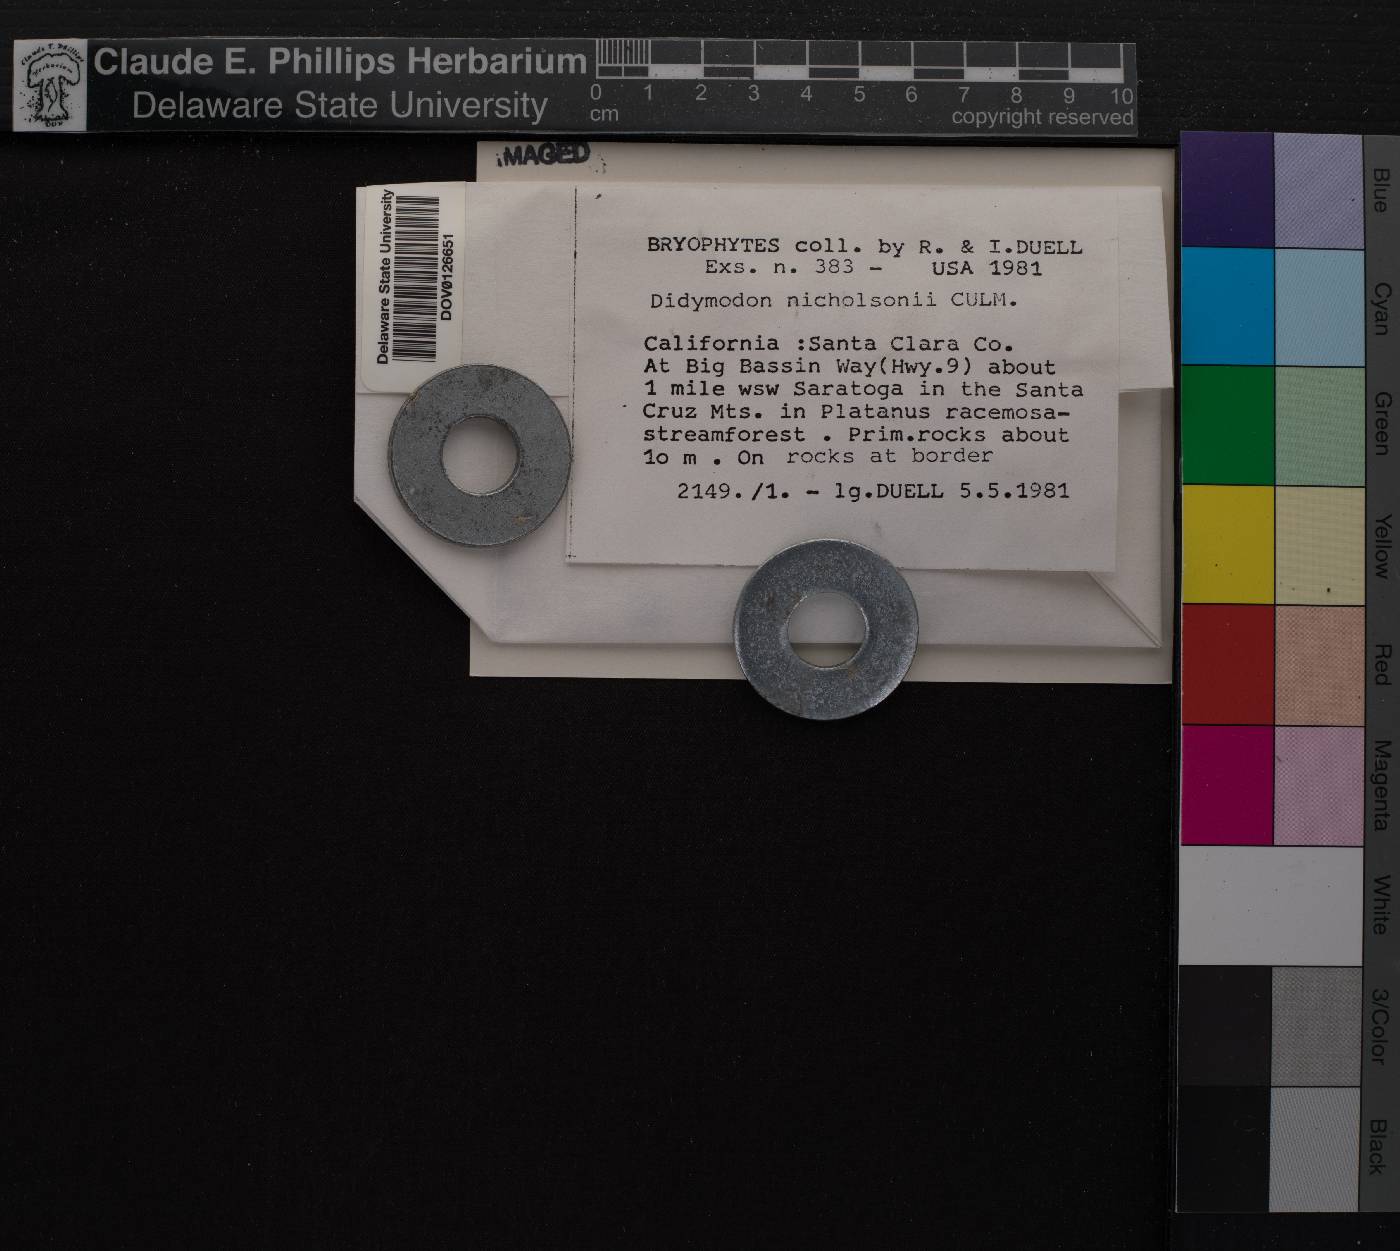 Claude E. Phillips Herbarium
Delaware State University
0 1 2 3 4 5 6 7 8 9 10
cm
copyright reserved
IMAGED
Delaware State University
DOV0126651
BRYOPHYTES coll. by R. & I.DUELL
Exs. n. 383 - USA 1981
Didymodon nicholsonii CULM.
California :Santa Clara Co.
At Big Bassin Way(Hwy.9) about
1 mile wsw Saratoga in the Santa
Cruz Mts. in Platanus racemosa-
streamforest . Prim.rocks about
1o m . On rocks at border
2149./1. - lg.DUELL 5.5.1981
Blue
Cyan
Green
Yellow
Red
Magenta
White
3/Color
Black